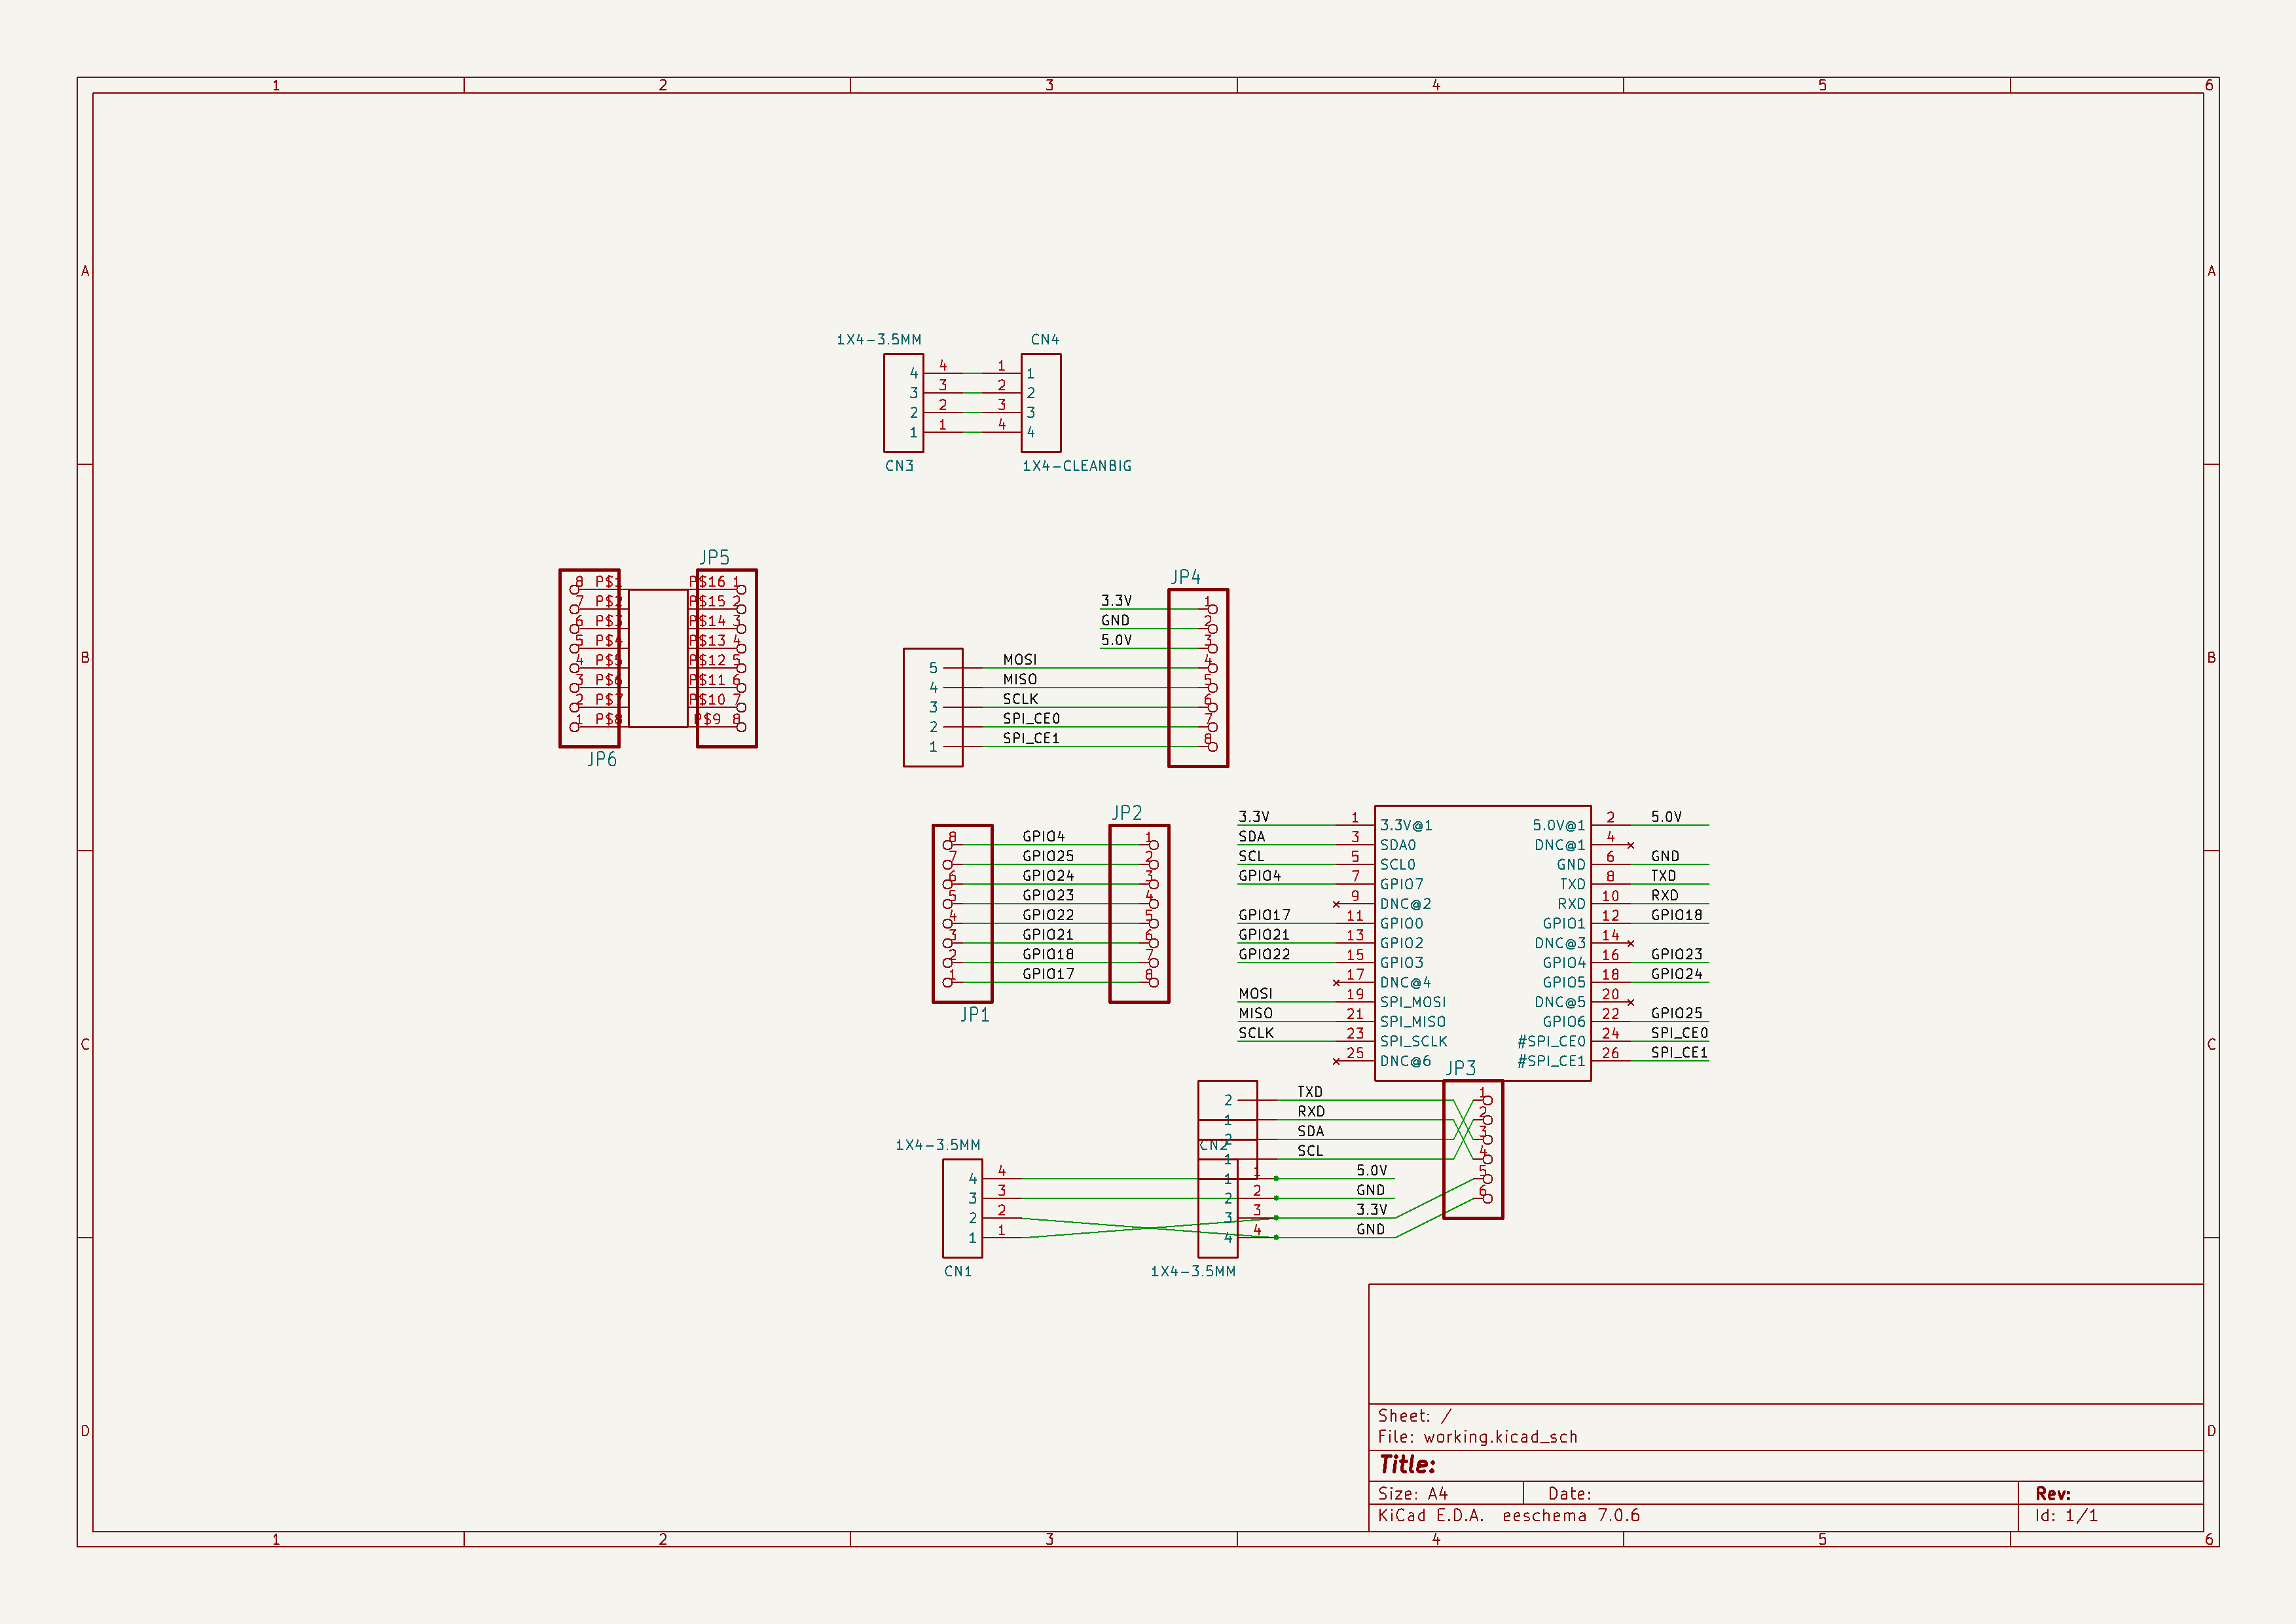 1 2 3 4 5 6
A A
1X4-3.5MM CN4
4 4 1 1
3 3 2 2
2 2 3 3
1 1 4 4
CN3 1X4-CLEANBIG
JP5
8 P$1 P$16 1
7 P$2 P$15 2
6 P$3 P$14 3
5 P$4 P$13 4
4 P$5 P$12 5
3 P$6 P$11 6
2 P$7 P$10 7
1 P$8 P$9 8
JP6
B B
JP4
3.3V 1
GND 2
5.0V 3
5 MOSI 4
4 MISO 5
3 SCLK 6
2 SPI_CE0 7
1 SPI_CE1 8
JP2
8 GPIO4 1
7 GPIO25 2
6 GPIO24 3
5 GPIO23 4
4 GPIO22 5
3 GPIO21 6
2 GPIO18 7
1 GPIO17 8
JP1
3.3V 1 3.3V@1 5.0V@1 2 5.0V
SDA 3 SDA0 DNC@1 4
SCL 5 SCL0 GND 6 GND
GPIO4 7 GPIO7 TXD 8 TXD
9 DNC@2 RXD 10 RXD
GPIO17 11 GPIO0 GPIO1 12 GPIO18
GPIO21 13 GPIO2 DNC@3 14
GPIO22 15 GPIO3 GPIO4 16 GPIO23
17 DNC@4 GPIO5 18 GPIO24
MOSI 19 SPI_MOSI DNC@5 20
MISO 21 SPI_MISO GPIO6 22 GPIO25
SCLK 23 SPI_SCLK #SPI_CE0 24 SPI_CE0
25 DNC@6 #SPI_CE1 26 SPI_CE1
C C
JP3
2 TXD 1
1 RXD 2
2 SDA 3
1 SCL 4
1X4-3.5MM CN2
4 4 1 1 5.0V 5
3 3 2 2 GND 6
2 2 3 3 3.3V
1 1 4 4 GND
CN1 1X4-3.5MM
D D
Sheet: /
File: working.kicad_sch
Title:
Size: A4 Date: Rev:
KiCad E.D.A. eeschema 7.0.6 Id: 1/1
1 2 3 4 5 6